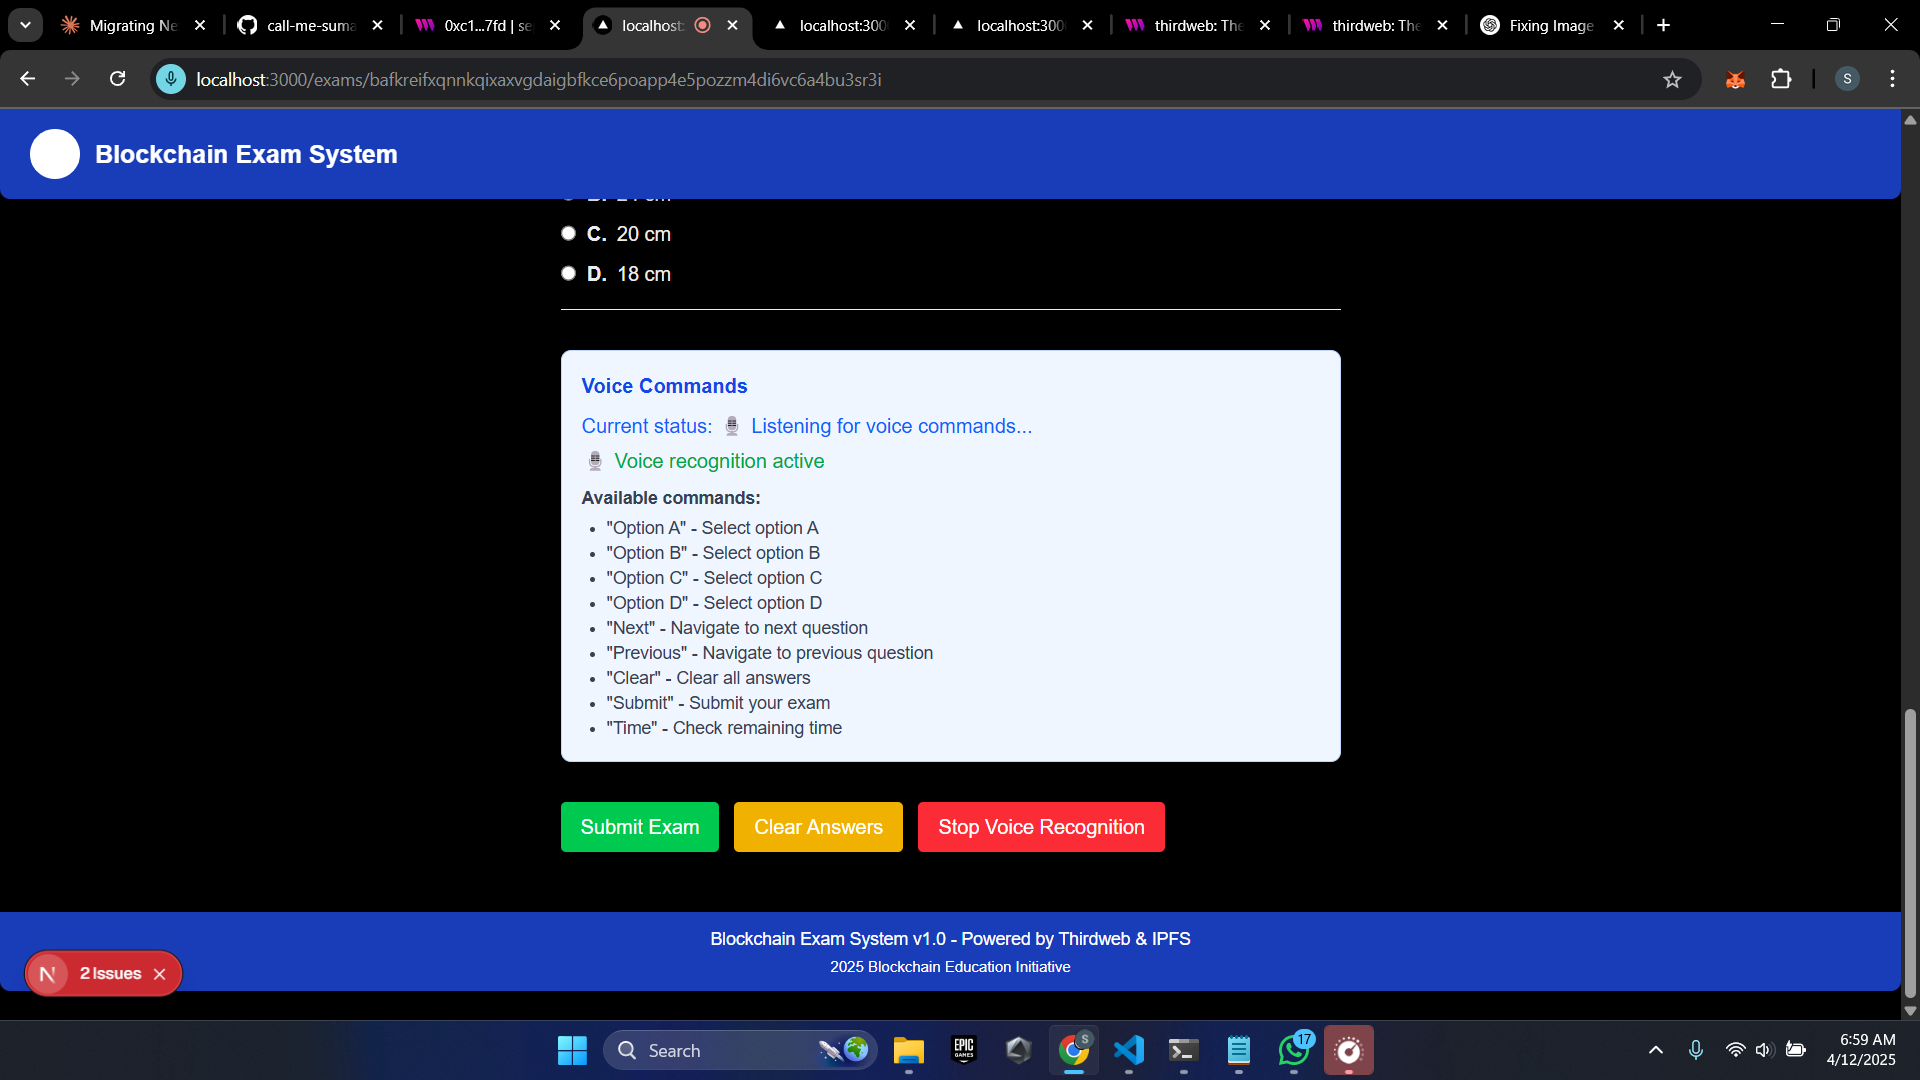 Migrating Ne
call-me-suma
0xc1...7fd | se
localhost:
localhost:300
localhost:300
thirdweb: The
thirdweb: The
Fixing Image
localhost:3000/exams/bafkreifxqnnkqixaxvgdaigbfkce6poapp4e5pozzm4di6vc6a4bu3sr3i
S
Blockchain Exam System
C. 20 cm
D. 18 cm
Voice Commands
Current status: Listening for voice commands...
Voice recognition active
Available commands:
• "Option A" - Select option A
• "Option B" - Select option B
• "Option C" - Select option C
• "Option D" - Select option D
• "Next" - Navigate to next question
• "Previous" - Navigate to previous question
• "Clear" - Clear all answers
• "Submit" - Submit your exam
• "Time" - Check remaining time
Submit Exam
Clear Answers
Stop Voice Recognition
Blockchain Exam System v1.0 - Powered by Thirdweb & IPFS
2025 Blockchain Education Initiative
N 2 Issues
Search
EPIC GAMES
S
17
6:59 AM
4/12/2025